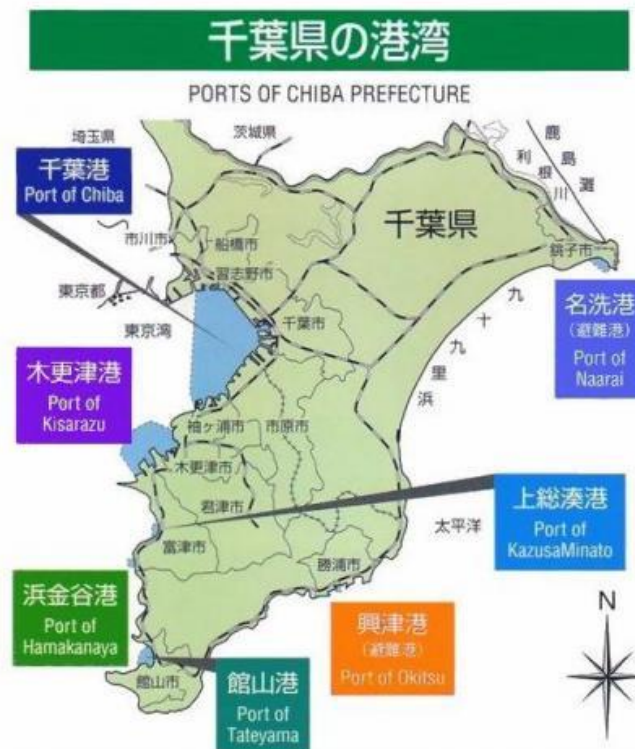 千葉県の港湾
PORTS OF CHIBA PREFECTURE
埼玉県
茨城県
鹿島灘
利根川
千葉港
Port of Chiba
千葉県
市川市
船橋市
習志野市
銚子市
東京都
東京湾
千葉市
九十九里浜
名洗港
(避難港)
Port of
Naarai
木更津港
Port of
Kisarazu
袖ヶ浦市
市原市
木更津市
君津市
富津市
上総湊港
Port of
KazusaMinato
太平洋
勝浦市
浜金谷港
Port of
Hamakanaya
興津港
(避難港)
Port of Okitsu
館山市
館山港
Port of
Tateyama
N